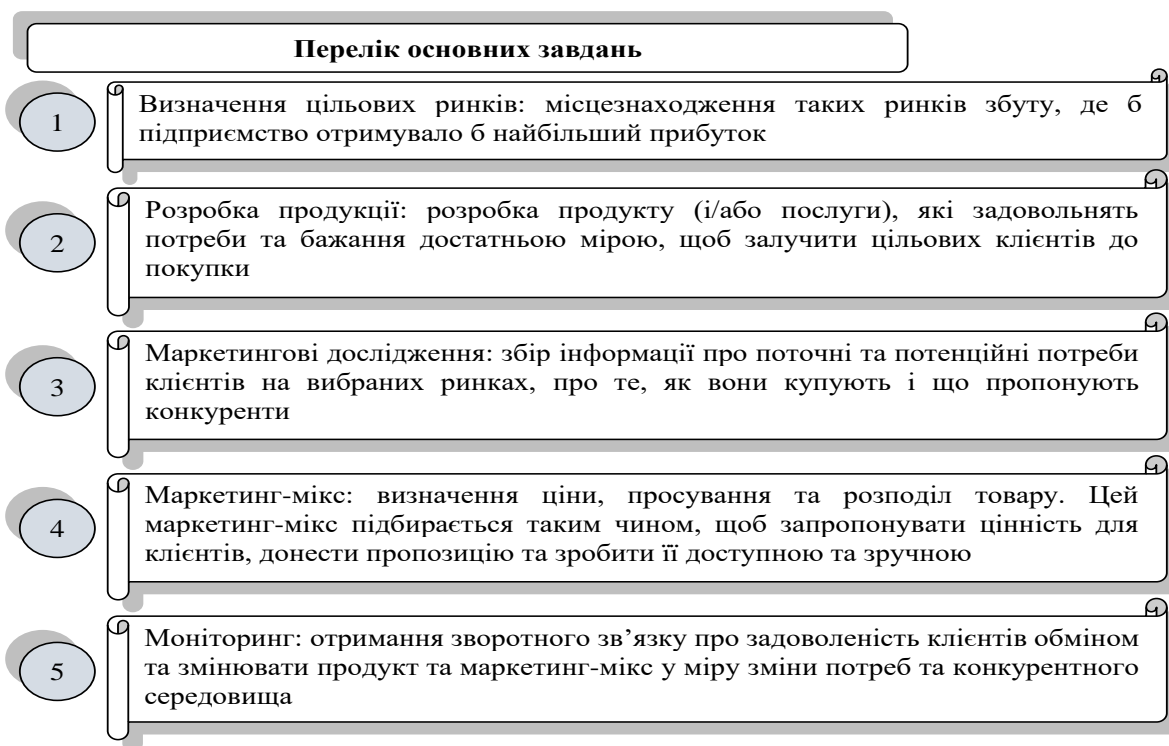 Перелік основних завдань
1
Визначення цільових ринків: місцезнаходження таких ринків збуту, де б
підприємство отримувало б найбільший прибуток
2
Розробка продукції: розробка продукту (і/або послуги), які задовольнять
потреби та бажання достатньою мірою, щоб залучити цільових клієнтів до
покупки
3
Маркетингові дослідження: збір інформації про поточні та потенційні потреби
клієнтів на вибраних ринках, про те, як вони купують і що пропонують
конкуренти
4
Маркетинг-мікс: визначення ціни, просування та розподіл товару. Цей
маркетинг-мікс підбирається таким чином, щоб запропонувати цінність для
клієнтів, донести пропозицію та зробити її доступною та зручною
5
Моніторинг: отримання зворотного зв’язку про задоволеність клієнтів обміном
та змінювати продукт та маркетинг-мікс у міру зміни потреб та конкурентного
середовища